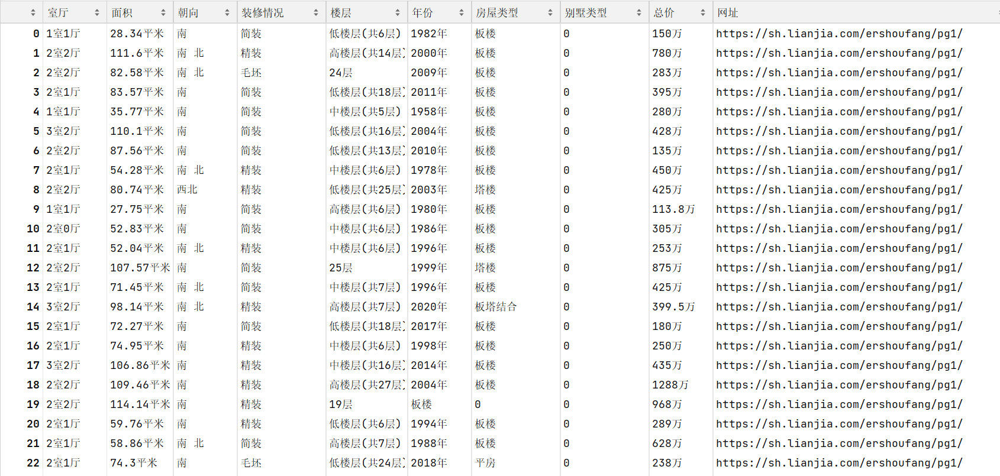 室厅 面积 朝向 装修情况 楼层 年份 房屋类型 别墅类型 总价 网址
0 1室1厅 28.34平米 南 简装 低楼层(共6层) 1982年 板楼 0 150万 https://sh.lianjia.com/ershoufang/pg1/
1 2室2厅 111.6平米 南 北 精装 高楼层(共14层) 2000年 板楼 0 780万 https://sh.lianjia.com/ershoufang/pg1/
2 2室2厅 82.58平米 南 北 毛坯 24层 2009年 板楼 0 283万 https://sh.lianjia.com/ershoufang/pg1/
3 2室1厅 83.57平米 南 简装 低楼层(共18层) 2011年 板楼 0 395万 https://sh.lianjia.com/ershoufang/pg1/
4 1室1厅 35.77平米 南 简装 中楼层(共5层) 1958年 板楼 0 280万 https://sh.lianjia.com/ershoufang/pg1/
5 3室2厅 110.1平米 南 简装 低楼层(共16层) 2004年 板楼 0 428万 https://sh.lianjia.com/ershoufang/pg1/
6 2室2厅 87.56平米 南 简装 低楼层(共13层) 2010年 板楼 0 135万 https://sh.lianjia.com/ershoufang/pg1/
7 2室1厅 54.28平米 南 北 精装 中楼层(共6层) 1978年 板楼 0 450万 https://sh.lianjia.com/ershoufang/pg1/
8 2室2厅 80.74平米 西北 精装 低楼层(共25层) 2003年 塔楼 0 425万 https://sh.lianjia.com/ershoufang/pg1/
9 1室1厅 27.75平米 南 简装 高楼层(共6层) 1980年 板楼 0 113.8万 https://sh.lianjia.com/ershoufang/pg1/
10 2室0厅 52.83平米 南 简装 中楼层(共6层) 1986年 板楼 0 305万 https://sh.lianjia.com/ershoufang/pg1/
11 2室1厅 52.04平米 南 北 精装 中楼层(共6层) 1996年 板楼 0 253万 https://sh.lianjia.com/ershoufang/pg1/
12 2室2厅 107.57平米 南 简装 25层 1999年 塔楼 0 875万 https://sh.lianjia.com/ershoufang/pg1/
13 2室1厅 71.45平米 南 北 简装 中楼层(共7层) 1996年 板楼 0 425万 https://sh.lianjia.com/ershoufang/pg1/
14 3室2厅 98.14平米 南 北 精装 高楼层(共7层) 2020年 板塔结合 0 399.5万 https://sh.lianjia.com/ershoufang/pg1/
15 2室1厅 72.27平米 南 简装 低楼层(共18层) 2017年 板楼 0 180万 https://sh.lianjia.com/ershoufang/pg1/
16 2室1厅 74.95平米 南 精装 中楼层(共6层) 1998年 板楼 0 250万 https://sh.lianjia.com/ershoufang/pg1/
17 3室2厅 106.86平米 南 精装 中楼层(共16层) 2014年 板楼 0 435万 https://sh.lianjia.com/ershoufang/pg1/
18 2室2厅 109.46平米 南 精装 高楼层(共27层) 2004年 板楼 0 1288万 https://sh.lianjia.com/ershoufang/pg1/
19 2室2厅 114.14平米 南 精装 19层 板楼 0 0 968万 https://sh.lianjia.com/ershoufang/pg1/
20 2室1厅 59.76平米 南 精装 低楼层(共6层) 1994年 板楼 0 289万 https://sh.lianjia.com/ershoufang/pg1/
21 2室1厅 58.86平米 南 北 简装 高楼层(共7层) 1988年 板楼 0 628万 https://sh.lianjia.com/ershoufang/pg1/
22 2室1厅 74.3平米 南 毛坯 低楼层(共24层) 2018年 平房 0 238万 https://sh.lianjia.com/ershoufang/pg1/